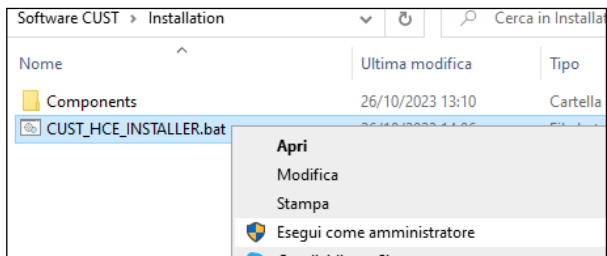 Software CUST > Installation
Cerca in Installat
Nome
Ultima modifica
Tipo
Components
26/10/2023 13:10
Cartella
CUST_HCE_INSTALLER.bat
Apri
Modifica
Stampa
Esegui come amministratore